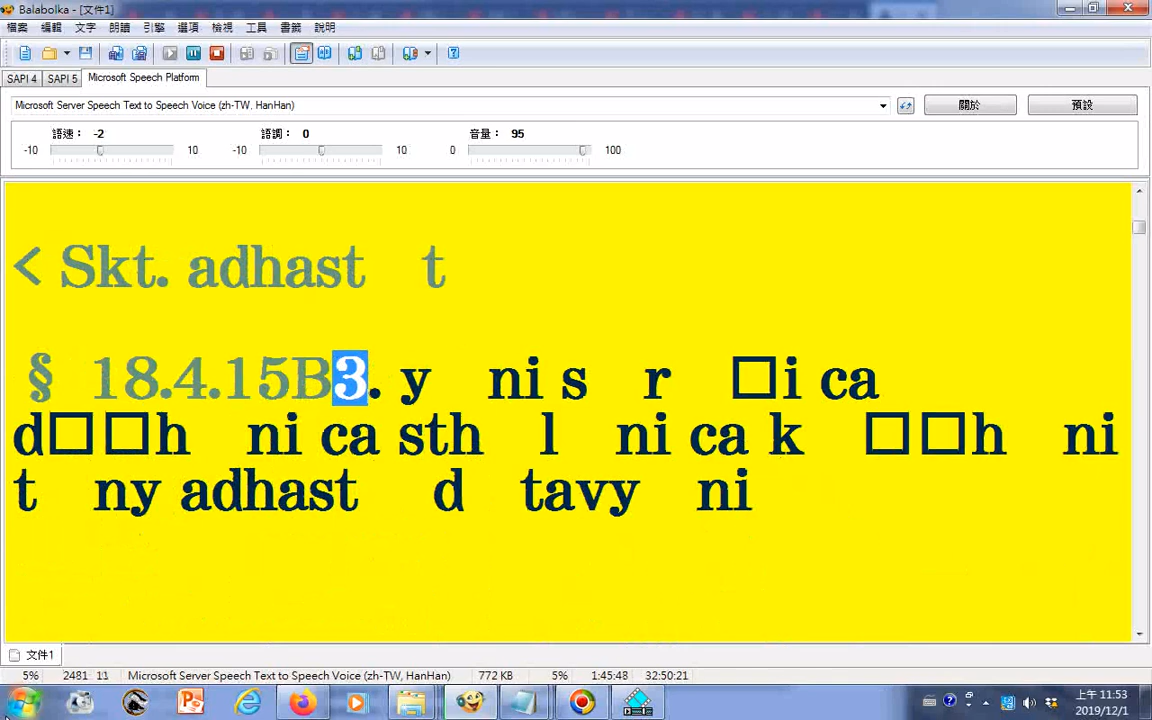 Balabolka - [文件1]
檔案 編輯 文字 朗讀 引擎 選項 檢視 工具 書籤 說明
SAPI 4 SAPI 5 Microsoft Speech Platform
Microsoft Server Speech Text to Speech Voice (zh-TW, HanHan) 關於 預設
語速： -2 語調： 0 音量： 95
-10 10 -10 10 0 100
< Skt. adhast t
§ 18.4.15B3. y ni s r □i ca
d□□h ni ca sth l ni ca k □□h ni
t ny adhast d tavy ni
文件1
5% 2481 11 Microsoft Server Speech Text to Speech Voice (zh-TW, HanHan) 772 KB 5% 1:45:48 32:50:21
上午 11:53
2019/12/1